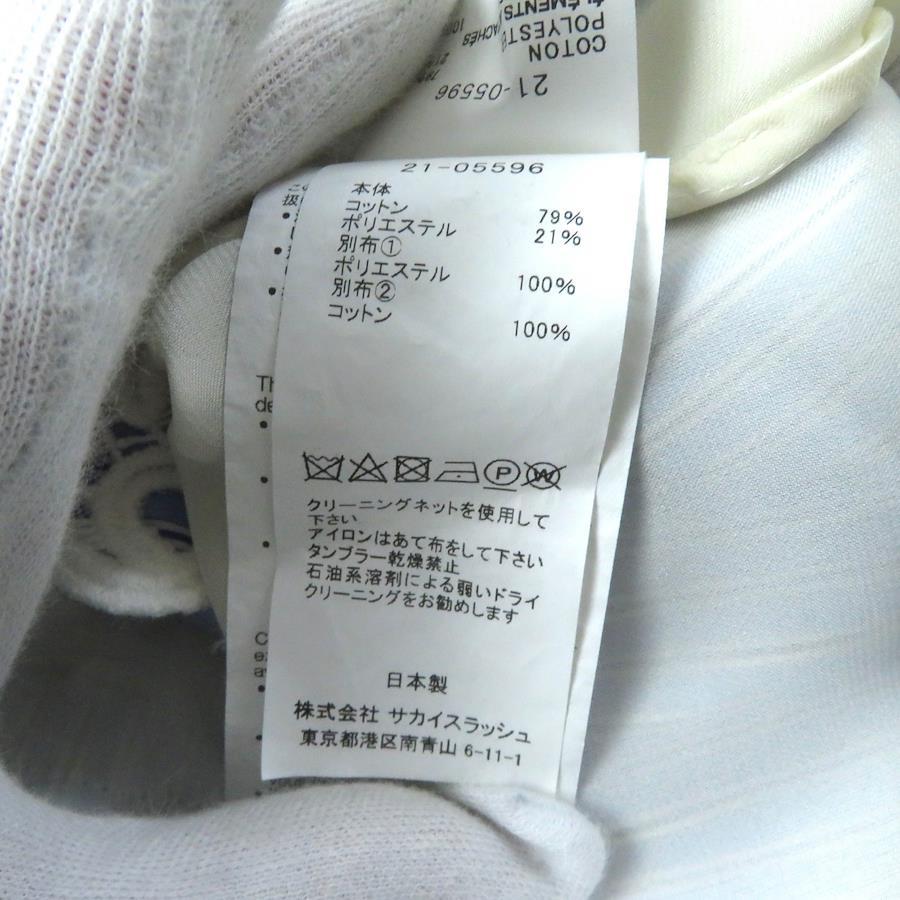 COTON
21-05596
21-05596
本体
コットン 79%
ポリエステル 21%
別布①
ポリエステル 100%
別布②
コットン 100%
P
W
クリーニングネットを使用して
下さい
アイロンはあて布をして下さい
タンブラー乾燥禁止
石油系溶剤による弱いドライ
クリーニングをお勧めします
日本製
株式会社 サカイスラッシュ
東京都港区南青山 6-11-1